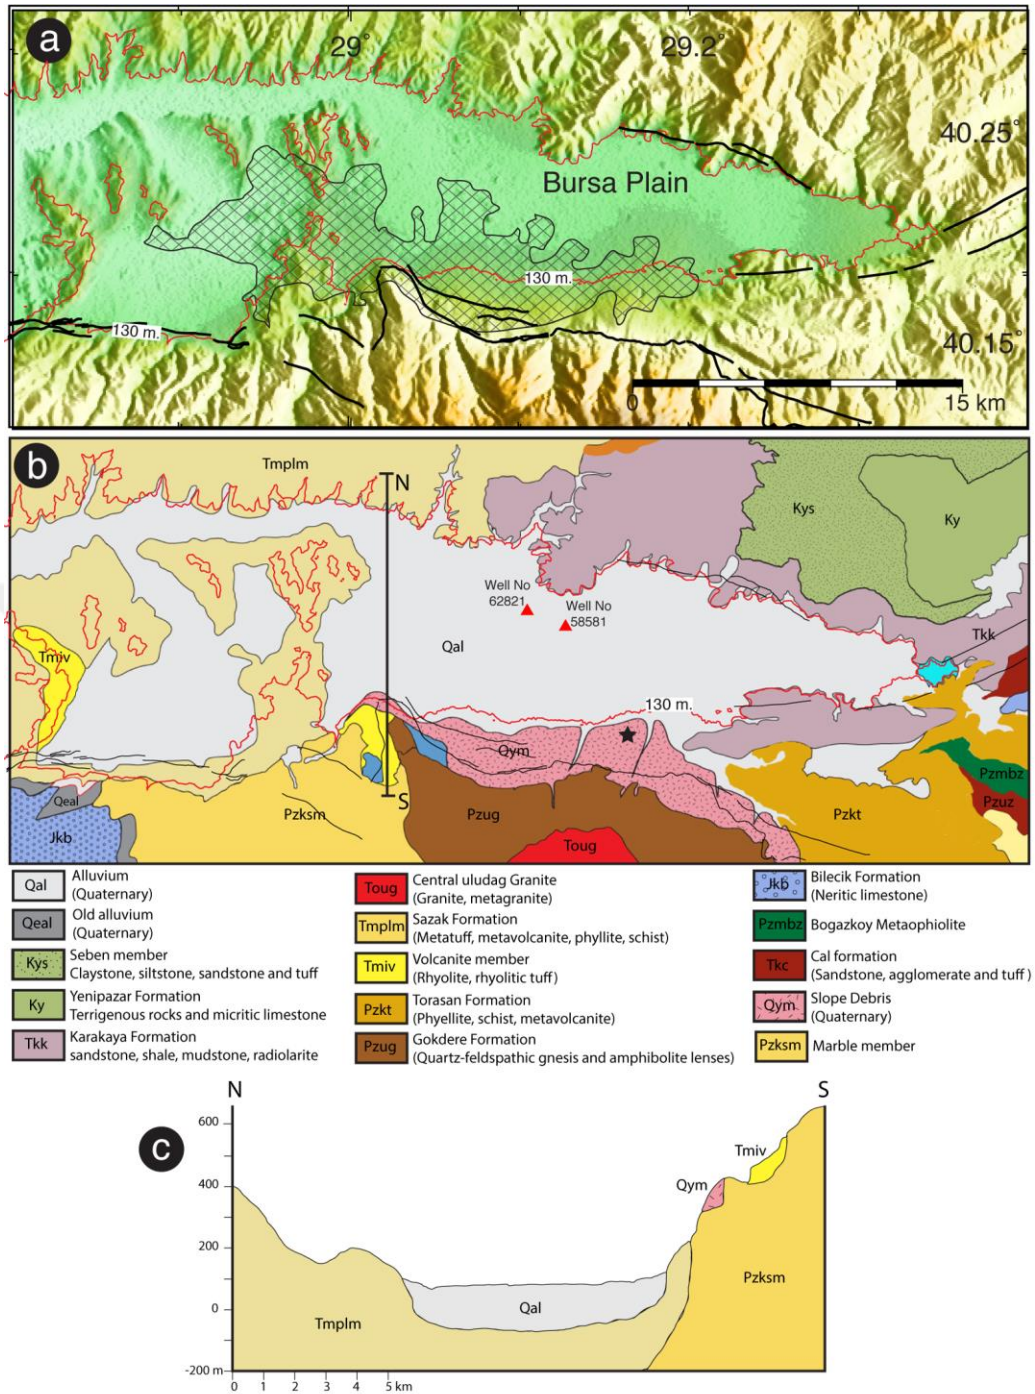 a
29°
29.2°
40.25°
Bursa Plain
130 m.
130 m.
40.15°
0
15 km
b
N
Tmplm
Kys
Ky
Well No
62821
Well No
58581
Tmiv
Qal
Tkk
130 m.
Qym
S
Qeal
Pzksm
Pzug
Pzkt
Pzmbz
Pzuz
Jkb
Toug
Qal Alluvium
(Quaternary)
Qeal Old alluvium
(Quaternary)
Kys Seben member
Claystone, siltstone, sandstone and tuff
Ky Yenipazar Formation
Terrigenous rocks and micritic limestone
Tkk Karakaya Formation
sandstone, shale, mudstone, radiolarite
Toug Central uludag Granite
(Granite, metagranite)
Tmplm Sazak Formation
(Metatuff, metavolcanite, phyllite, schist)
Tmiv Volcanite member
(Rhyolite, rhyolitic tuff)
Pzkt Torasan Formation
(Phyellite, schist, metavolcanite)
Pzug Gokdere Formation
(Quartz-feldspathic gnesis and amphibolite lenses)
Jkb Bilecik Formation
(Neritic limestone)
Pzmbz Bogazkoy Metaophiolite
Tkc Cal formation
(Sandstone, agglomerate and tuff)
Qym Slope Debris
(Quaternary)
Pzksm Marble member
c
N
S
600
400
200
0
-200 m
Tmiv
Qym
Pzksm
Qal
Tmplm
0 1 2 3 4 5 km